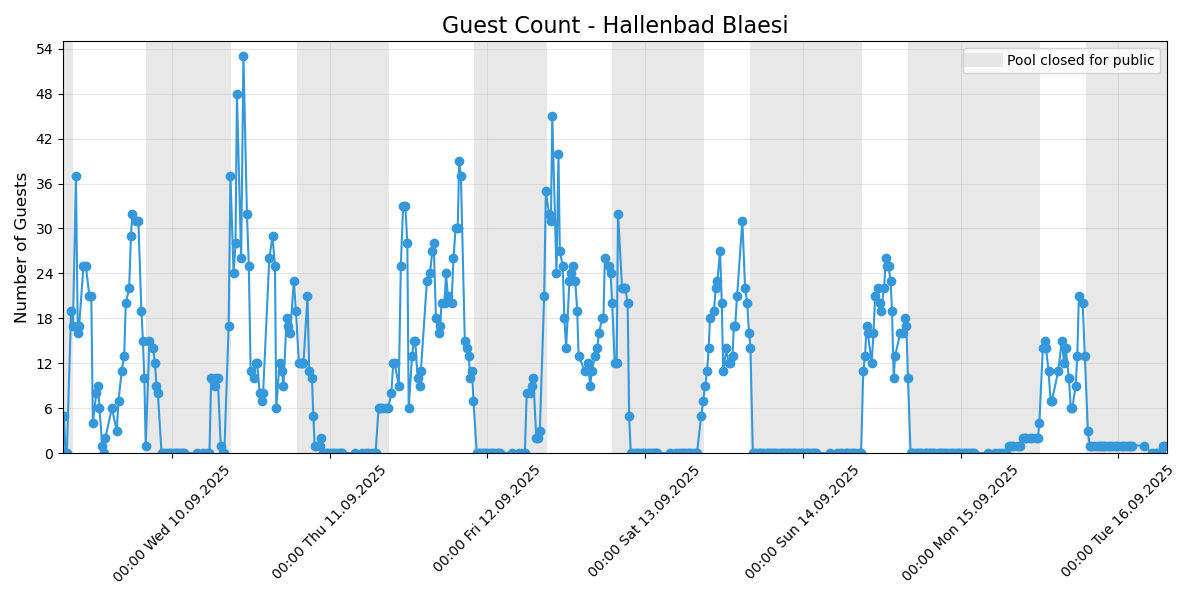 Guest Count - Hallenbad Blaesi
Pool closed for public
Number of Guests
54
48
42
36
30
24
18
12
6
0
00:00 Wed 10.09.2025
00:00 Thu 11.09.2025
00:00 Fri 12.09.2025
00:00 Sat 13.09.2025
00:00 Sun 14.09.2025
00:00 Mon 15.09.2025
00:00 Tue 16.09.2025